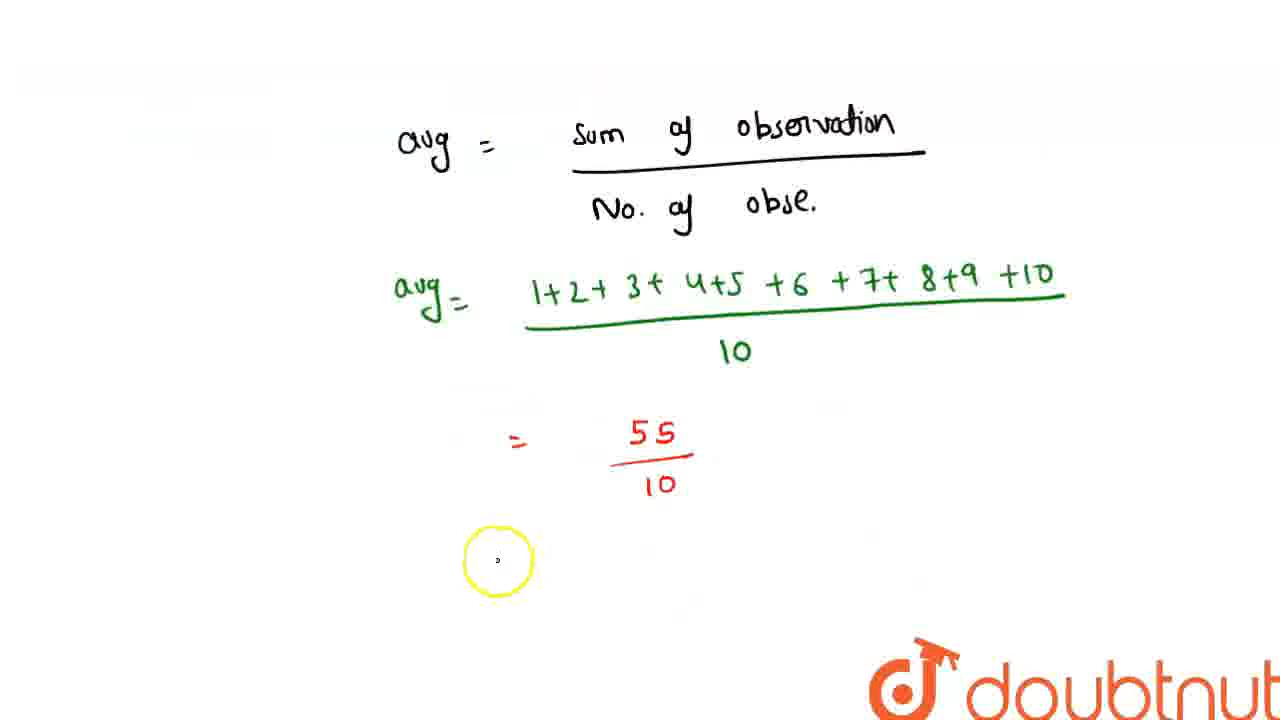 avg = sum of observation
No. of obse.
avg = 1+2+ 3+ 4+5 +6 +7+ 8+9 +10
10
= 55
10
doubtnut